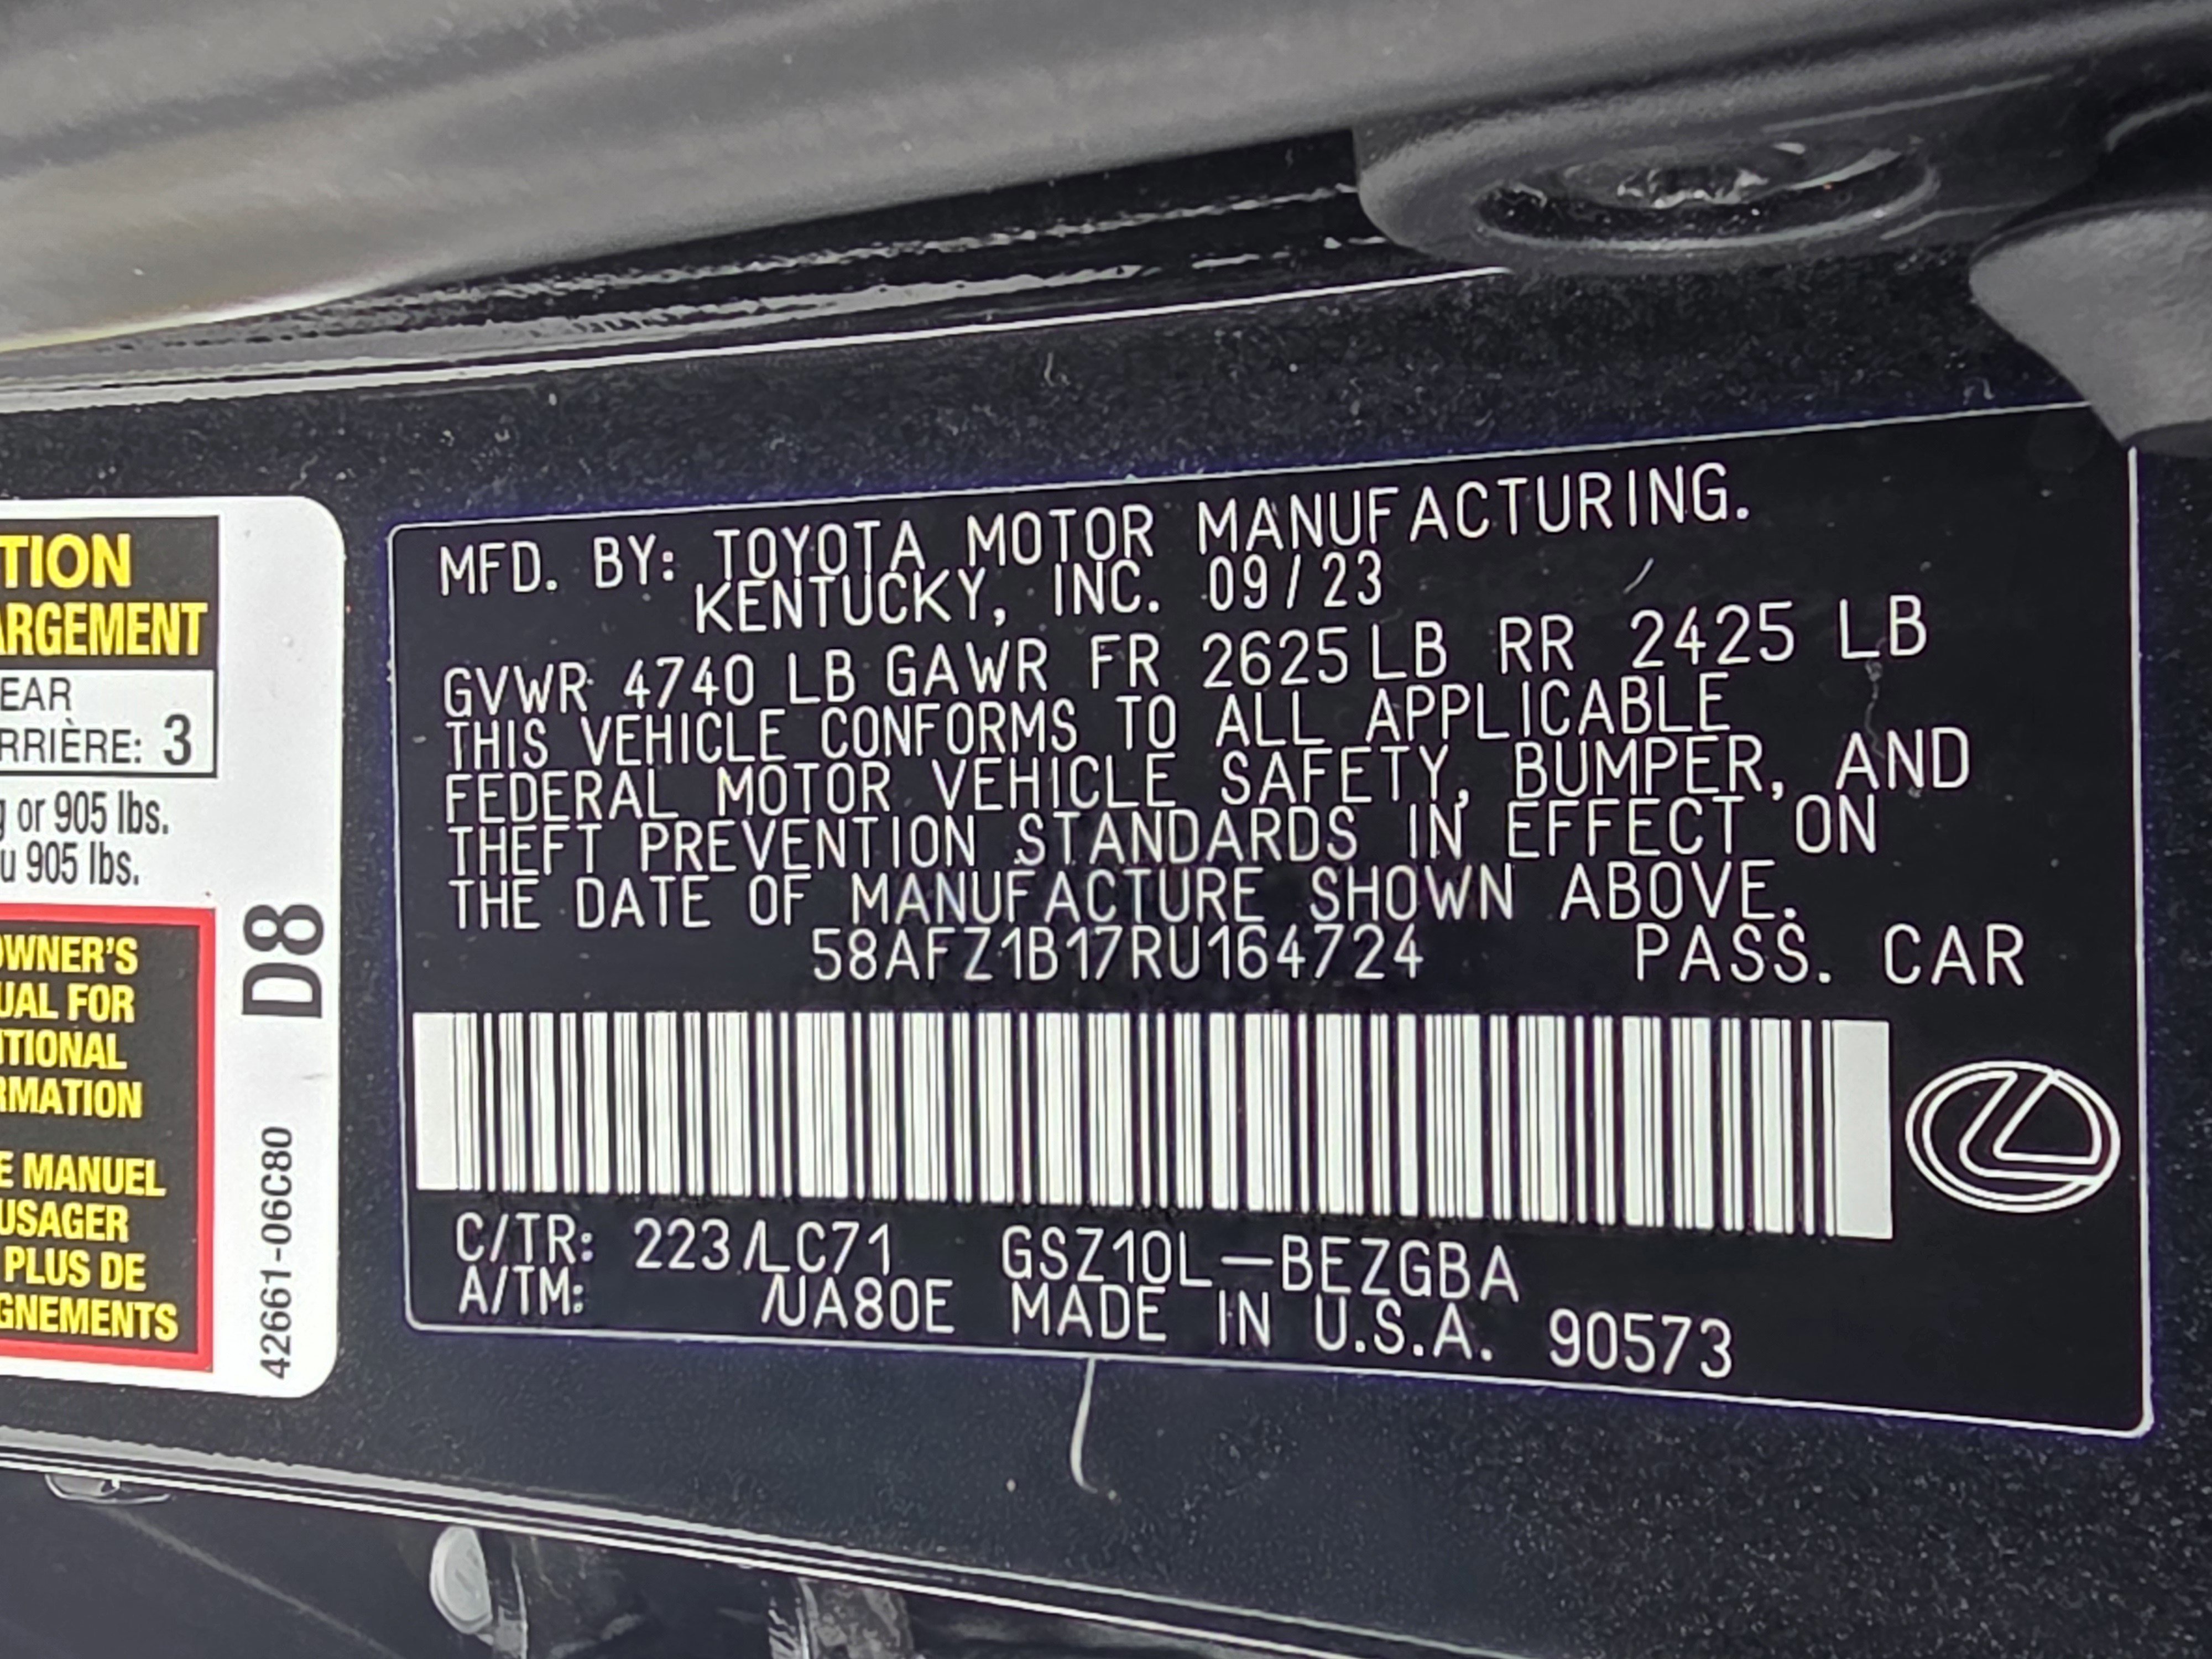 TION
ARGEMENT
EAR
RRIÈRE: 3
g or 905 lbs.
u 905 lbs.
OWNER'S
UAL FOR
ITIONAL
RMATION
E MANUEL
USAGER
PLUS DE
GNEMENTS
D8
42661-06C80
MFD. BY: TOYOTA MOTOR MANUFACTURING.
KENTUCKY, INC. 09/23
GVWR 4740 LB GAWR FR 2625 LB RR 2425 LB
THIS VEHICLE CONFORMS TO ALL APPLICABLE
FEDERAL MOTOR VEHICLE SAFETY, BUMPER, AND
THEFT PREVENTION STANDARDS IN EFFECT ON
THE DATE OF MANUFACTURE SHOWN ABOVE.
58AFZ1B17RU164724 PASS. CAR
C/TR: 223/LC71 GSZ10L-BEZGBA
A/TM: /UA80E MADE IN U.S.A. 90573